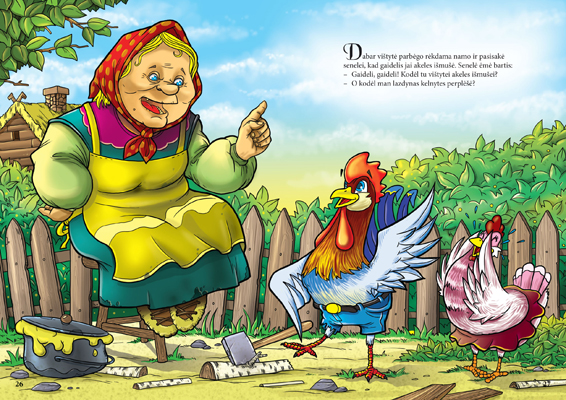 Dabar vištytė parbėgo rėkdama namo ir pasisakė
senelei, kad gaidelis jai akeles išmušė. Senelė ėmė bartis:
– Gaideli, gaideli! Kodėl tu vištytei akeles išmušei?
– O kodėl man lazdynas kelnytes perplėšė?
26